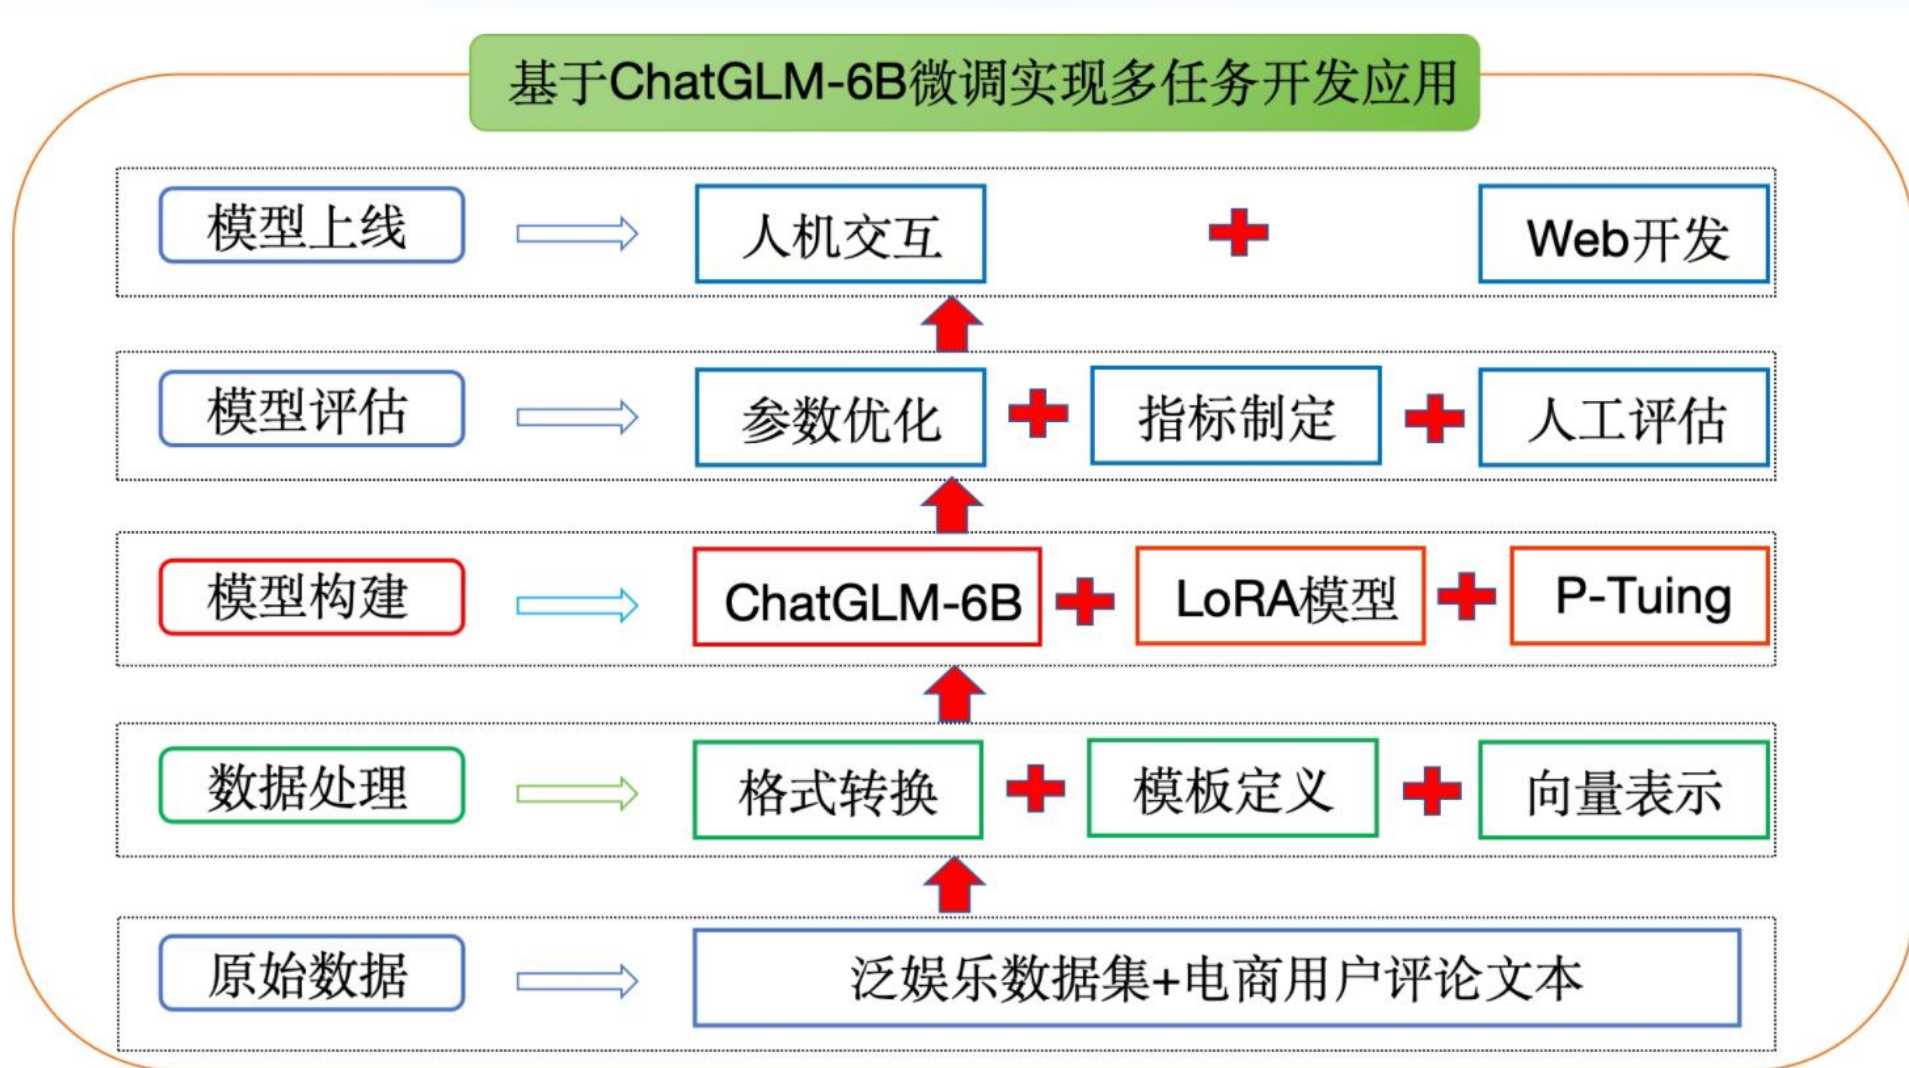 基于ChatGLM-6B微调实现多任务开发应用
模型上线
人机交互
Web开发
模型评估
参数优化
指标制定
人工评估
模型构建
ChatGLM-6B
LoRA模型
P-Tuing
数据处理
格式转换
模板定义
向量表示
原始数据
泛娱乐数据集+电商用户评论文本